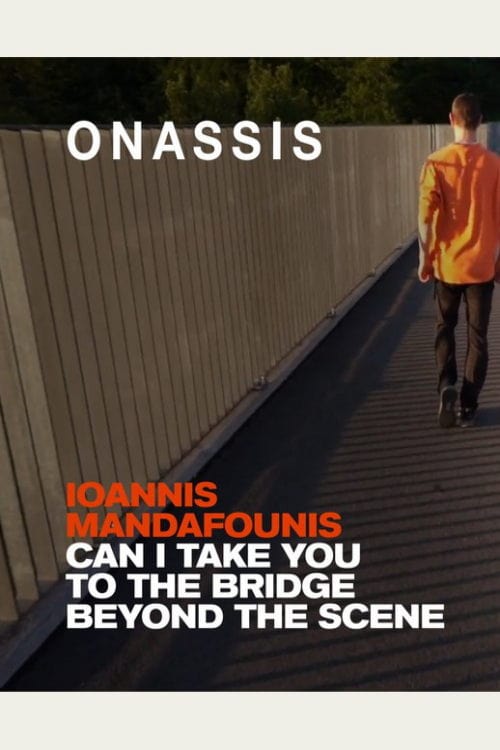 ONASSIS
IOANNIS
MANDAFOUNIS
CAN I TAKE YOU
TO THE BRIDGE
BEYOND THE SCENE